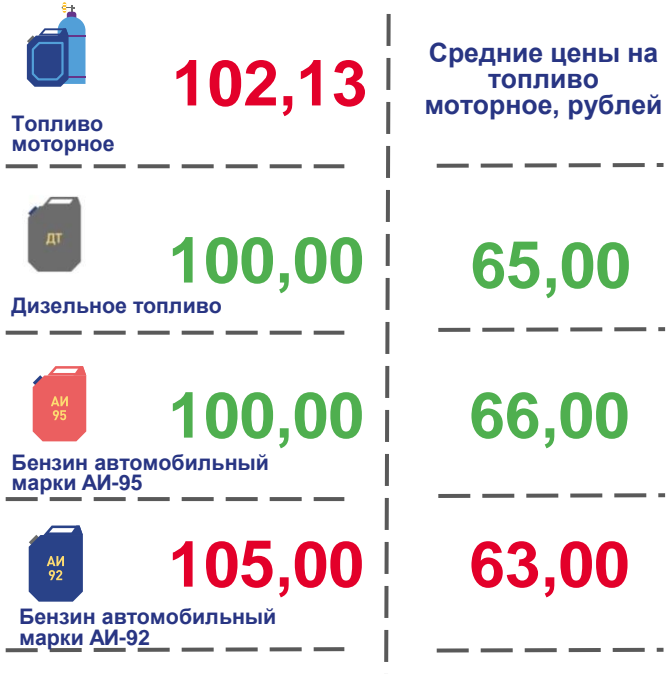 102,13
Топливо
моторное
Средние цены на
топливо
моторное, рублей
ДТ
100,00
65,00
Дизельное топливо
АИ
95
100,00
66,00
Бензин автомобильный
марки АИ-95
АИ
92
105,00
63,00
Бензин автомобильный
марки АИ-92